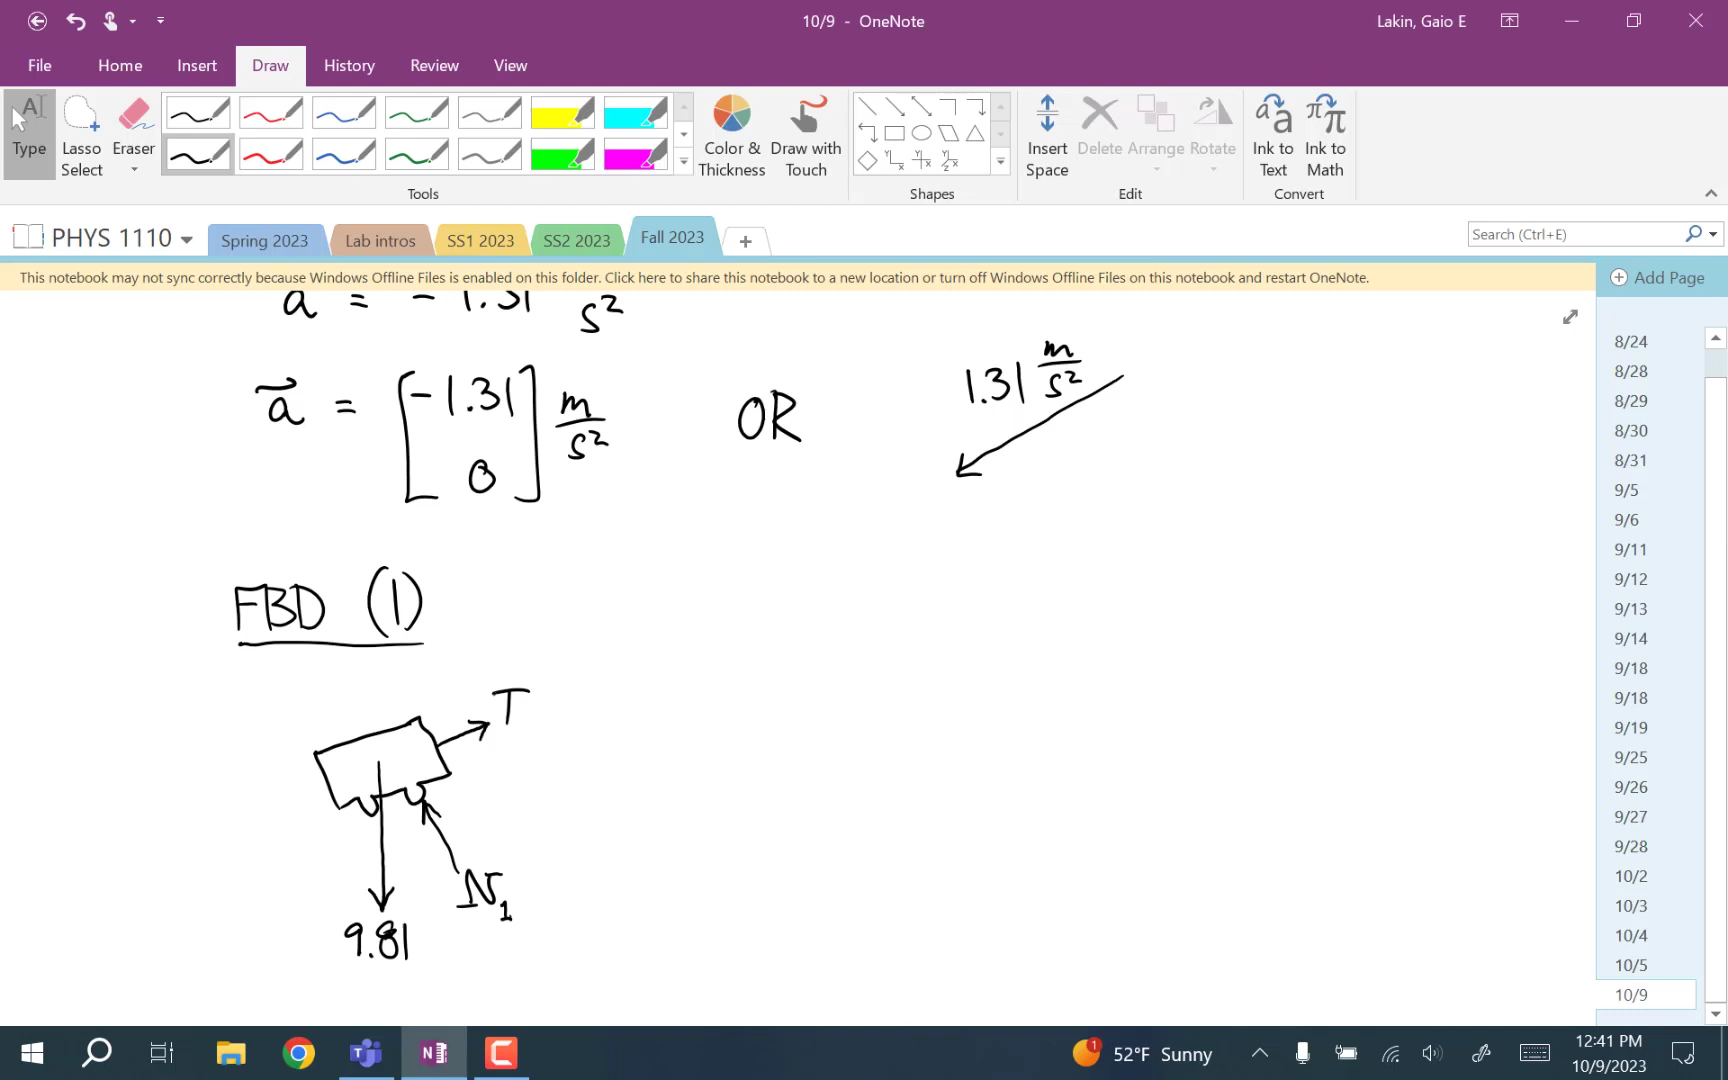 10/9 - OneNote
Lakin, Gaio E
File Home Insert Draw History Review View
Type
Lasso Select
Eraser
Color & Thickness
Draw with Touch
Insert Space
Delete
Arrange
Rotate
Ink to Text
Ink to Math
Tools
Shapes
Edit
Convert
PHYS 1110
Spring 2023
Lab intros
SS1 2023
SS2 2023
Fall 2023
Search (Ctrl+E)
This notebook may not sync correctly because Windows Offline Files is enabled on this folder. Click here to share this notebook to a new location or turn off Windows Offline Files on this notebook and restart OneNote.
Add Page
a = - 1.31 s²
a⃗ = [-1.31 0] m/s² OR 1.31 m/s²
FBD (1)
T
N₁
9.81
8/24
8/28
8/29
8/30
8/31
9/5
9/6
9/11
9/12
9/13
9/14
9/18
9/18
9/19
9/25
9/26
9/27
9/28
10/2
10/3
10/4
10/5
10/9
1
52°F Sunny
12:41 PM
10/9/2023